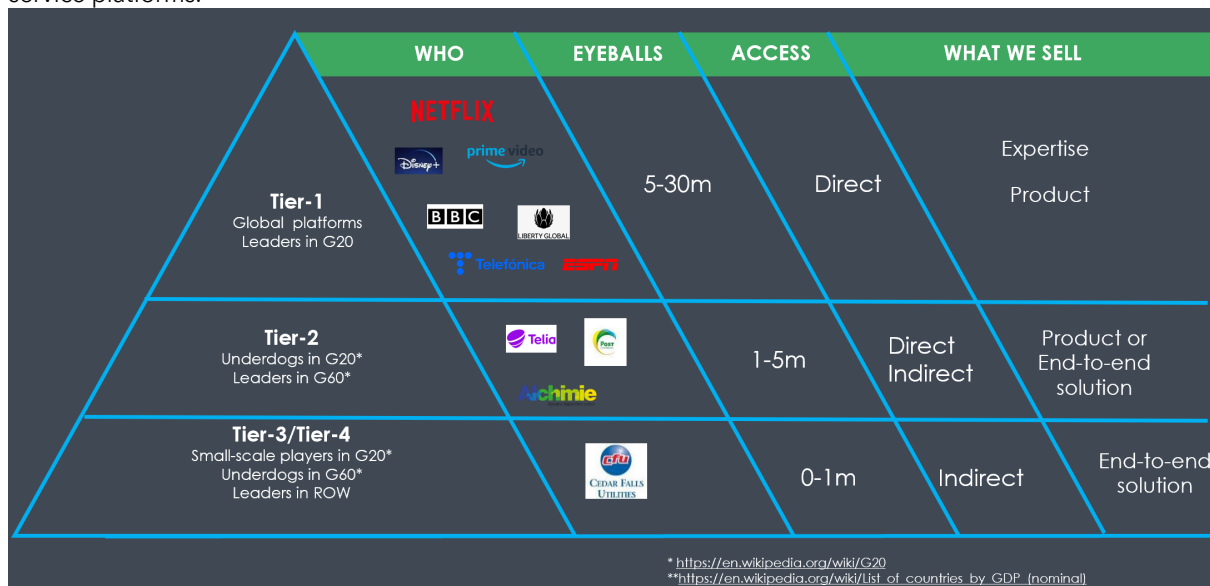 service platforms.
WHO EYEBALLS ACCESS WHAT WE SELL
Tier-1
Global platforms
Leaders in G20
NETFLIX
Disney+
prime video
BBC
LIBERTY GLOBAL
Telefónica
ESPN
5-30m
Direct
Expertise
Product
Tier-2
Underdogs in G20*
Leaders in G60*
Telia
POST
Alchimie
1-5m
Direct
Indirect
Product or
End-to-end
solution
Tier-3/Tier-4
Small-scale players in G20*
Underdogs in G60*
Leaders in ROW
cfu
CEDAR FALLS
UTILITIES
0-1m
Indirect
End-to-end
solution
* https://en.wikipedia.org/wiki/G20
**https://en.wikipedia.org/wiki/List_of_countries_by_GDP_(nominal)